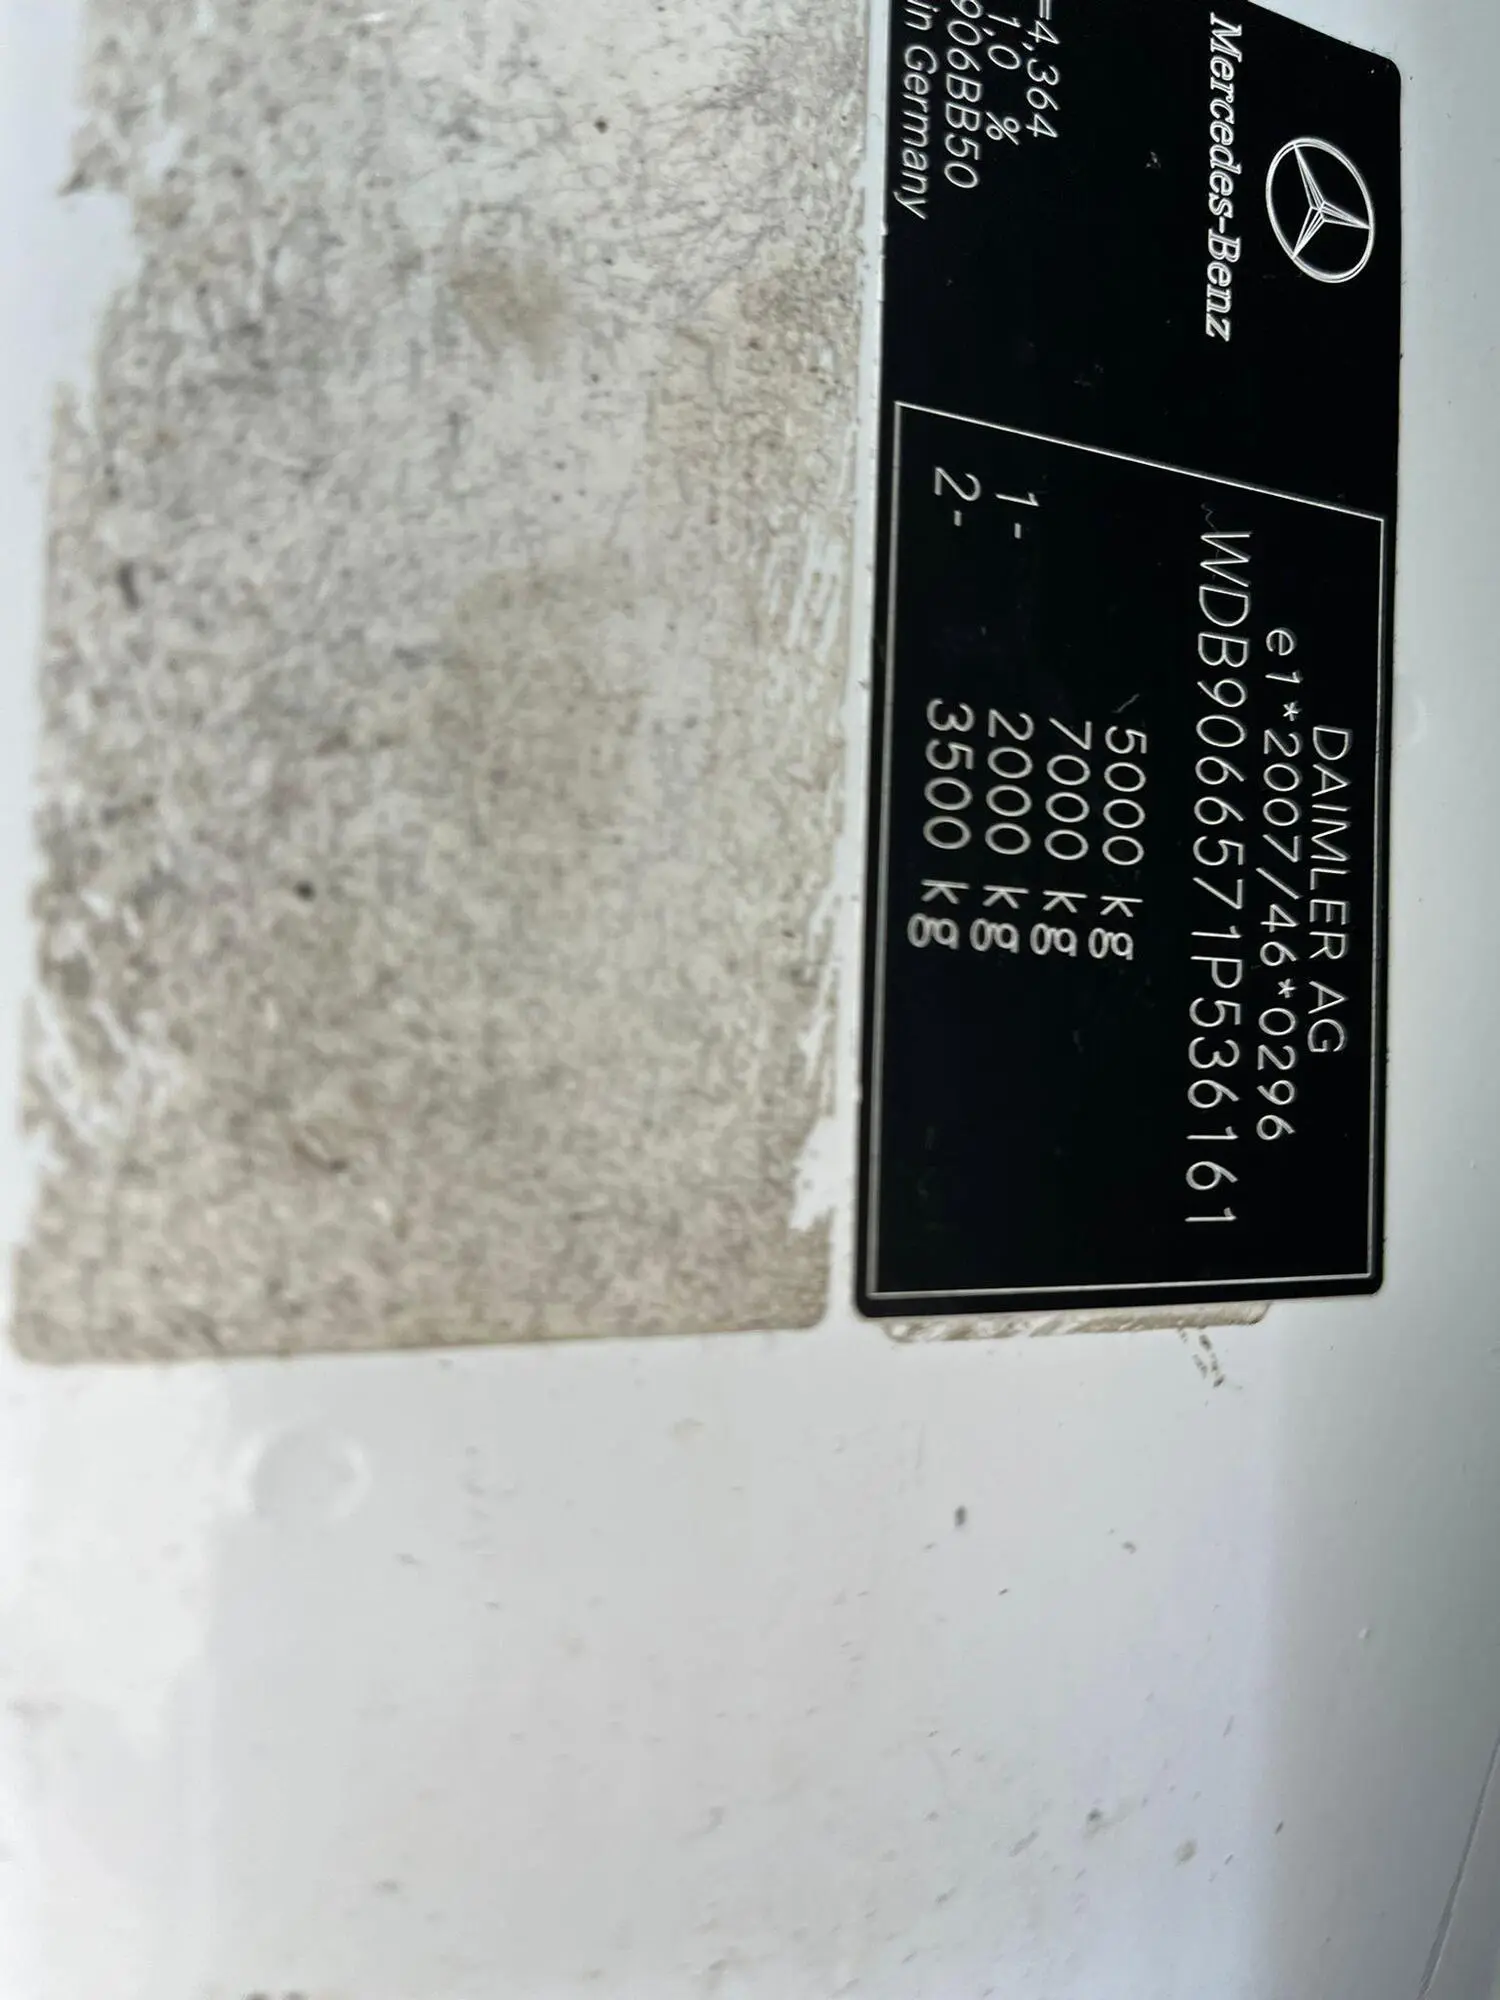 Mercedes-Benz
=4,364
1,0 %
906BB50
in Germany
DAIMLER AG
e1*2007/46*0296
WDB9066571P536161
5000 kg
7000 kg
1- 2000 kg
2- 3500 kg